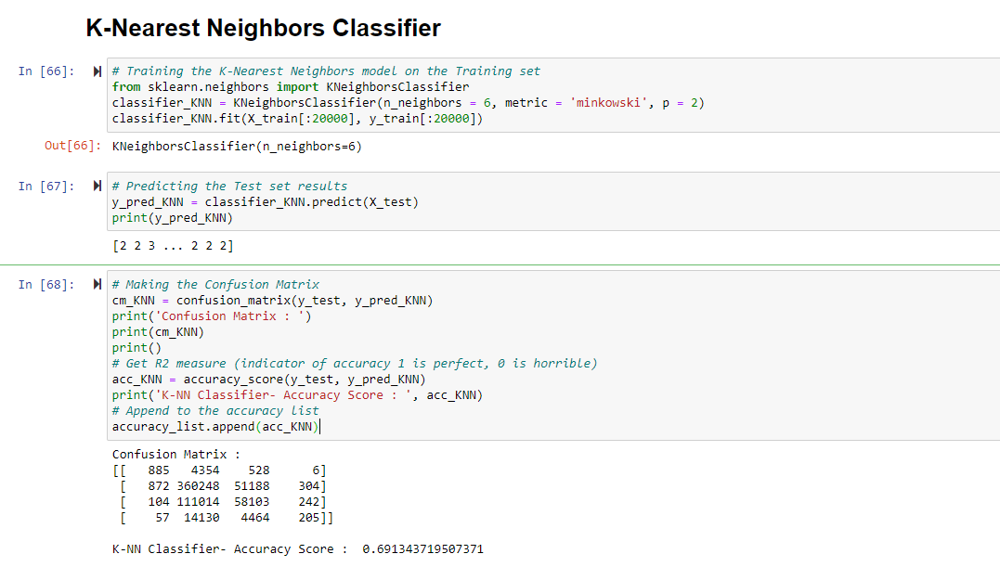 K-Nearest Neighbors Classifier
In [66]:
# Training the K-Nearest Neighbors model on the Training set
from sklearn.neighbors import KNeighborsClassifier
classifier_KNN = KNeighborsClassifier(n_neighbors = 6, metric = 'minkowski', p = 2)
classifier_KNN.fit(X_train[:20000], y_train[:20000])
Out[66]: KNeighborsClassifier(n_neighbors=6)
In [67]:
# Predicting the Test set results
y_pred_KNN = classifier_KNN.predict(X_test)
print(y_pred_KNN)
[2 2 3 ... 2 2 2]
In [68]:
# Making the Confusion Matrix
cm_KNN = confusion_matrix(y_test, y_pred_KNN)
print('Confusion Matrix : ')
print(cm_KNN)
print()
# Get R2 measure (indicator of accuracy 1 is perfect, 0 is horrible)
acc_KNN = accuracy_score(y_test, y_pred_KNN)
print('K-NN Classifier- Accuracy Score : ', acc_KNN)
# Append to the accuracy list
accuracy_list.append(acc_KNN)
Confusion Matrix :
[[   885   4354    528      6]
 [   872 360248  51188    304]
 [   104 111014  58103    242]
 [    57  14130   4464    205]]
K-NN Classifier- Accuracy Score :  0.691343719507371